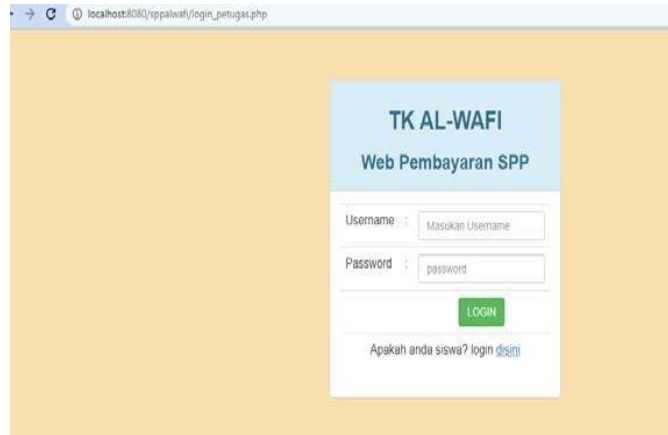 localhost:8080/sppalwafi/login_petugas.php
TK AL-WAFI
Web Pembayaran SPP
Username :
Masukan Username
Password :
password
LOGIN
Apakah anda siswa? login disini